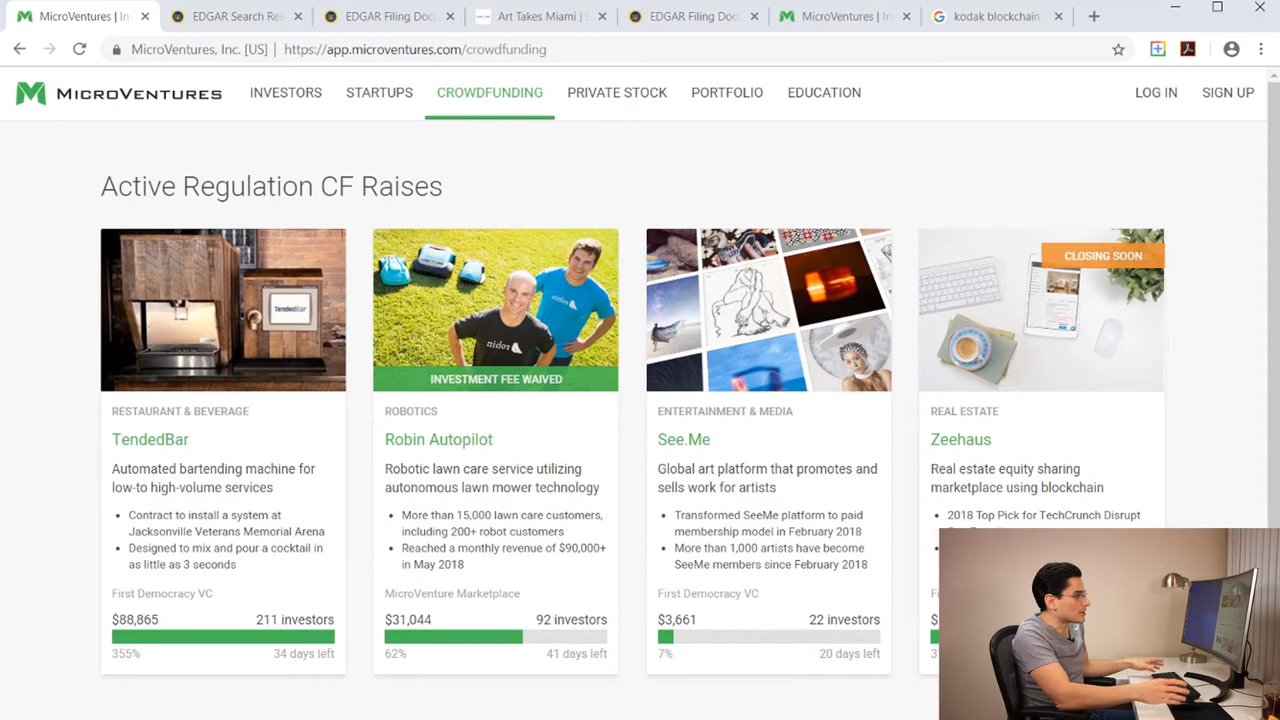 MicroVentures | In
EDGAR Search Res
EDGAR Filing Doc
Art Takes Miami | S
EDGAR Filing Docu
MicroVentures | In
kodak blockchain
MicroVentures, Inc. [US] | https://app.microventures.com/crowdfunding
MICROVENTURES
INVESTORS
STARTUPS
CROWDFUNDING
PRIVATE STOCK
PORTFOLIO
EDUCATION
LOG IN
SIGN UP
Active Regulation CF Raises
TendedBar
RESTAURANT & BEVERAGE
TendedBar
Automated bartending machine for
low-to high-volume services
• Contract to install a system at
Jacksonville Veterans Memorial Arena
• Designed to mix and pour a cocktail in
as little as 3 seconds
First Democracy VC
$88,865 211 investors
355% 34 days left
robin
INVESTMENT FEE WAIVED
ROBOTICS
Robin Autopilot
Robotic lawn care service utilizing
autonomous lawn mower technology
• More than 15,000 lawn care customers,
including 200+ robot customers
• Reached a monthly revenue of $90,000+
in May 2018
MicroVenture Marketplace
$31,044 92 investors
62% 41 days left
ENTERTAINMENT & MEDIA
See.Me
Global art platform that promotes and
sells work for artists
• Transformed SeeMe platform to paid
membership model in February 2018
• More than 1,000 artists have become
SeeMe members since February 2018
First Democracy VC
$3,661 22 investors
7% 20 days left
CLOSING SOON
REAL ESTATE
Zeehaus
Real estate equity sharing
marketplace using blockchain
• 2018 Top Pick for TechCrunch Disrupt